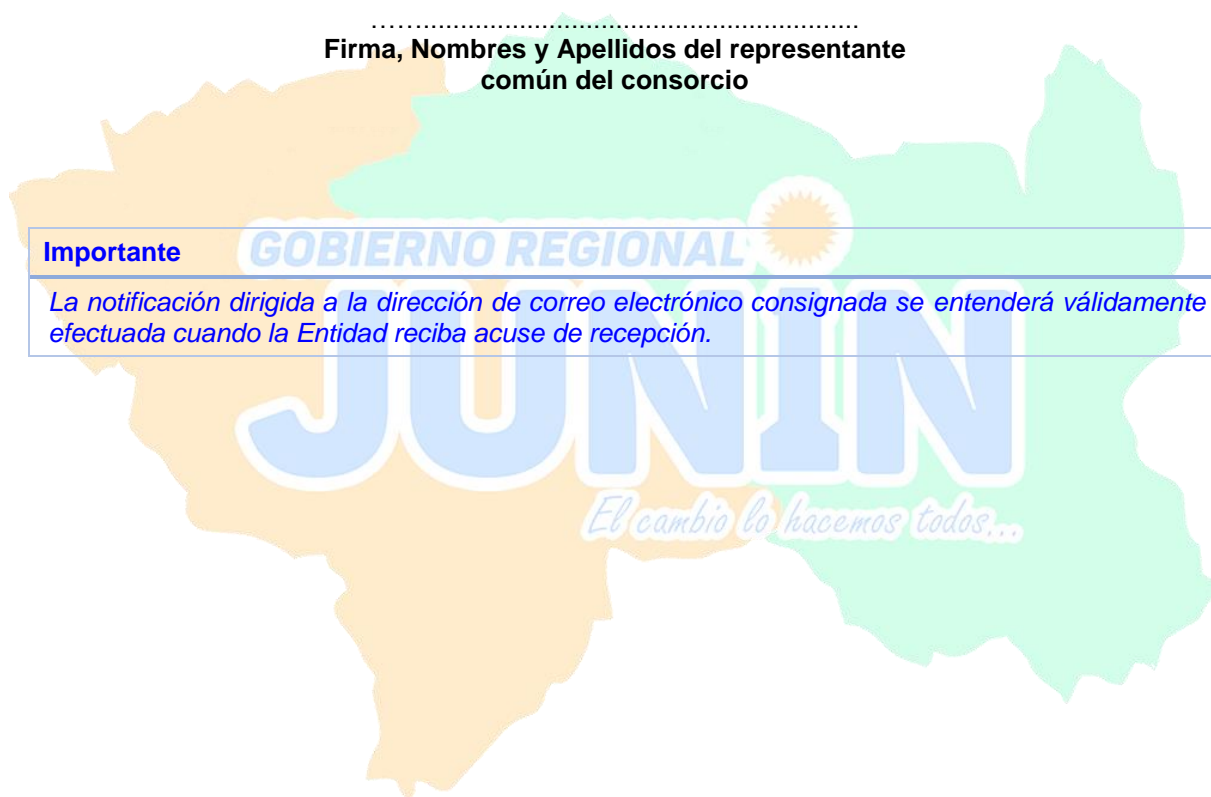 …….........................................................
Firma, Nombres y Apellidos del representante
común del consorcio
GOBIERNO REGIONAL
Importante
La notificación dirigida a la dirección de correo electrónico consignada se entenderá válidamente
efectuada cuando la Entidad reciba acuse de recepción.
JUNIN
El cambio lo hacemos todos...